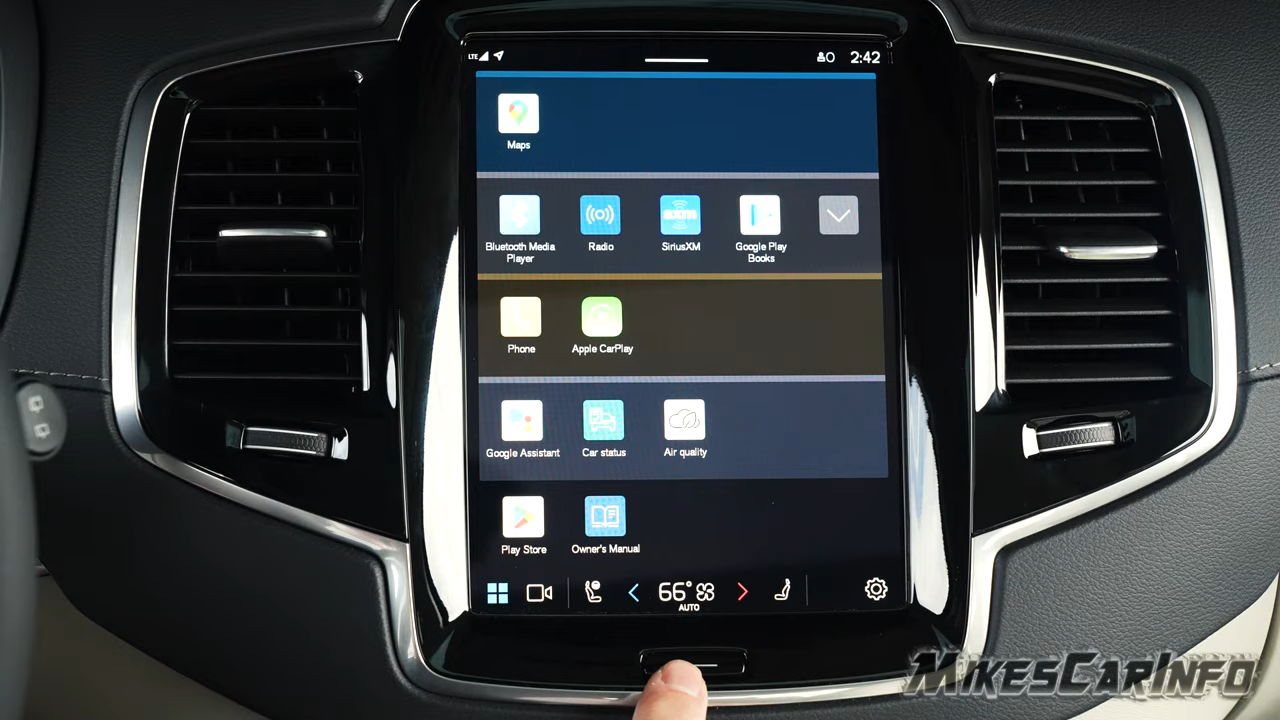 LTE 2:42
Maps
Bluetooth Media
Player
Radio
SiriusXM
Google Play
Books
Phone
Apple CarPlay
Google Assistant
Car status
Air quality
Play Store
Owner's Manual
66°
AUTO
MIKESCARINFO